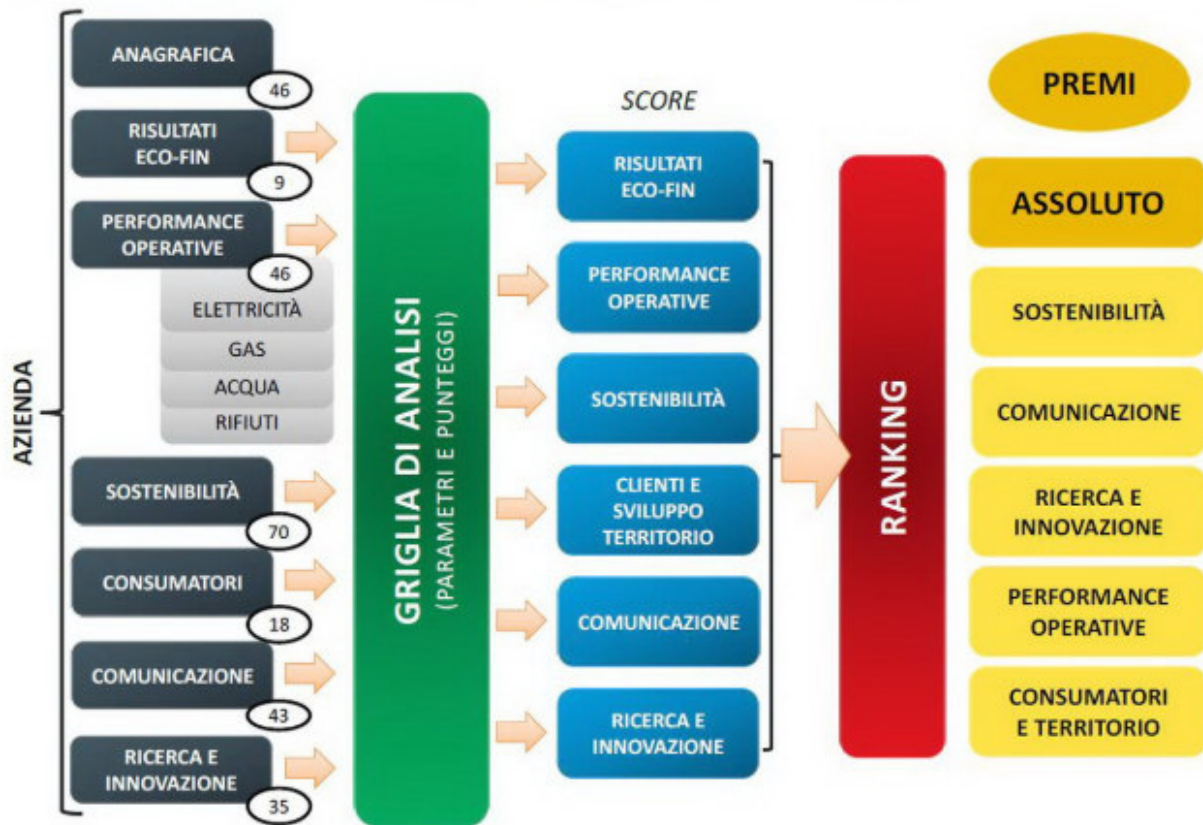 AZIENDA
ANAGRAFICA
46
RISULTATI
ECO-FIN
9
PERFORMANCE
OPERATIVE
46
ELETTRICITÀ
GAS
ACQUA
RIFIUTI
SOSTENIBILITÀ
70
CONSUMATORI
18
COMUNICAZIONE
43
RICERCA E
INNOVAZIONE
35
GRIGLIA DI ANALISI
(PARAMETRI E PUNTEGGI)
SCORE
RISULTATI
ECO-FIN
PERFORMANCE
OPERATIVE
SOSTENIBILITÀ
CLIENTI E
SVILUPPO
TERRITORIO
COMUNICAZIONE
RICERCA E
INNOVAZIONE
RANKING
PREMI
ASSOLUTO
SOSTENIBILITÀ
COMUNICAZIONE
RICERCA E
INNOVAZIONE
PERFORMANCE
OPERATIVE
CONSUMATORI
E TERRITORIO